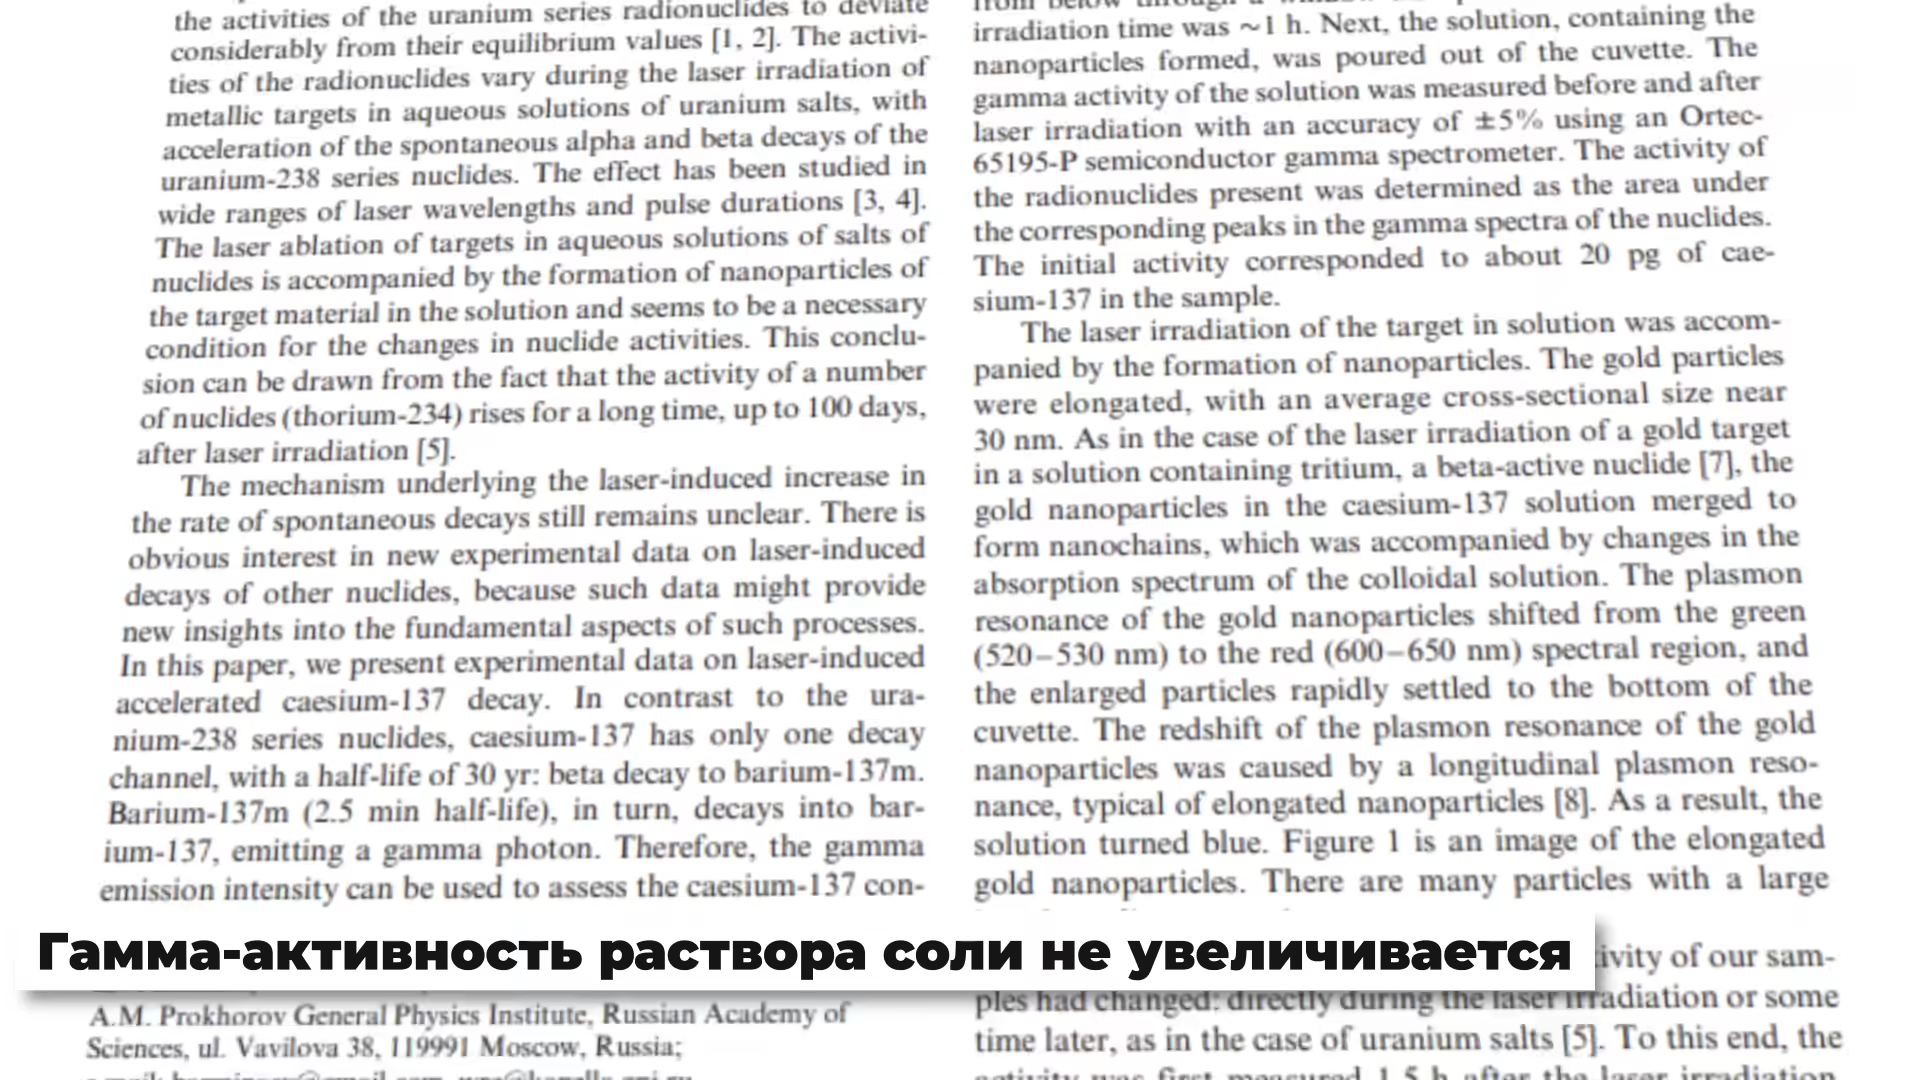 the activities of the uranium series radionuclides to deviate
considerably from their equilibrium values [1, 2]. The activi-
ties of the radionuclides vary during the laser irradiation of
metallic targets in aqueous solutions of uranium salts, with
acceleration of the spontaneous alpha and beta decays of the
uranium-238 series nuclides. The effect has been studied in
wide ranges of laser wavelengths and pulse durations [3, 4].
The laser ablation of targets in aqueous solutions of salts of
nuclides is accompanied by the formation of nanoparticles of
the target material in the solution and seems to be a necessary
condition for the changes in nuclide activities. This conclu-
sion can be drawn from the fact that the activity of a number
of nuclides (thorium-234) rises for a long time, up to 100 days,
after laser irradiation [5].
The mechanism underlying the laser-induced increase in
the rate of spontaneous decays still remains unclear. There is
obvious interest in new experimental data on laser-induced
decays of other nuclides, because such data might provide
new insights into the fundamental aspects of such processes.
In this paper, we present experimental data on laser-induced
accelerated caesium-137 decay. In contrast to the ura-
nium-238 series nuclides, caesium-137 has only one decay
channel, with a half-life of 30 yr: beta decay to barium-137m.
Barium-137m (2.5 min half-life), in turn, decays into bar-
ium-137, emitting a gamma photon. Therefore, the gamma
emission intensity can be used to assess the caesium-137 con-
A.M. Prokhorov General Physics Institute, Russian Academy of
Sciences, ul. Vavilova 38, 119991 Moscow, Russia;
irradiation time was ~1 h. Next, the solution, containing the
nanoparticles formed, was poured out of the cuvette. The
gamma activity of the solution was measured before and after
laser irradiation with an accuracy of ±5% using an Ortec-
65195-P semiconductor gamma spectrometer. The activity of
the radionuclides present was determined as the area under
the corresponding peaks in the gamma spectra of the nuclides.
The initial activity corresponded to about 20 pg of cae-
sium-137 in the sample.
The laser irradiation of the target in solution was accom-
panied by the formation of nanoparticles. The gold particles
were elongated, with an average cross-sectional size near
30 nm. As in the case of the laser irradiation of a gold target
in a solution containing tritium, a beta-active nuclide [7], the
gold nanoparticles in the caesium-137 solution merged to
form nanochains, which was accompanied by changes in the
absorption spectrum of the colloidal solution. The plasmon
resonance of the gold nanoparticles shifted from the green
(520–530 nm) to the red (600–650 nm) spectral region, and
the enlarged particles rapidly settled to the bottom of the
cuvette. The redshift of the plasmon resonance of the gold
nanoparticles was caused by a longitudinal plasmon reso-
nance, typical of elongated nanoparticles [8]. As a result, the
solution turned blue. Figure 1 is an image of the elongated
gold nanoparticles. There are many particles with a large
ivity of our sam-
ples had changed: directly during the laser irradiation or some
time later, as in the case of uranium salts [5]. To this end, the
Гамма-активность раствора соли не увеличивается